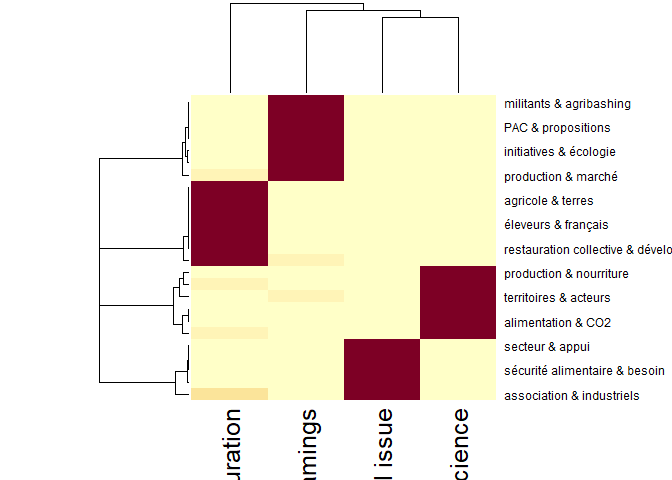 militants & agribashing
PAC & propositions
initiatives & écologie
production & marché
agricole & terres
éleveurs & français
restauration collective & dévelo
production & nourriture
territoires & acteurs
alimentation & CO2
secteur & appui
sécurité alimentaire & besoin
association & industriels
uration
amings
l issue
cience